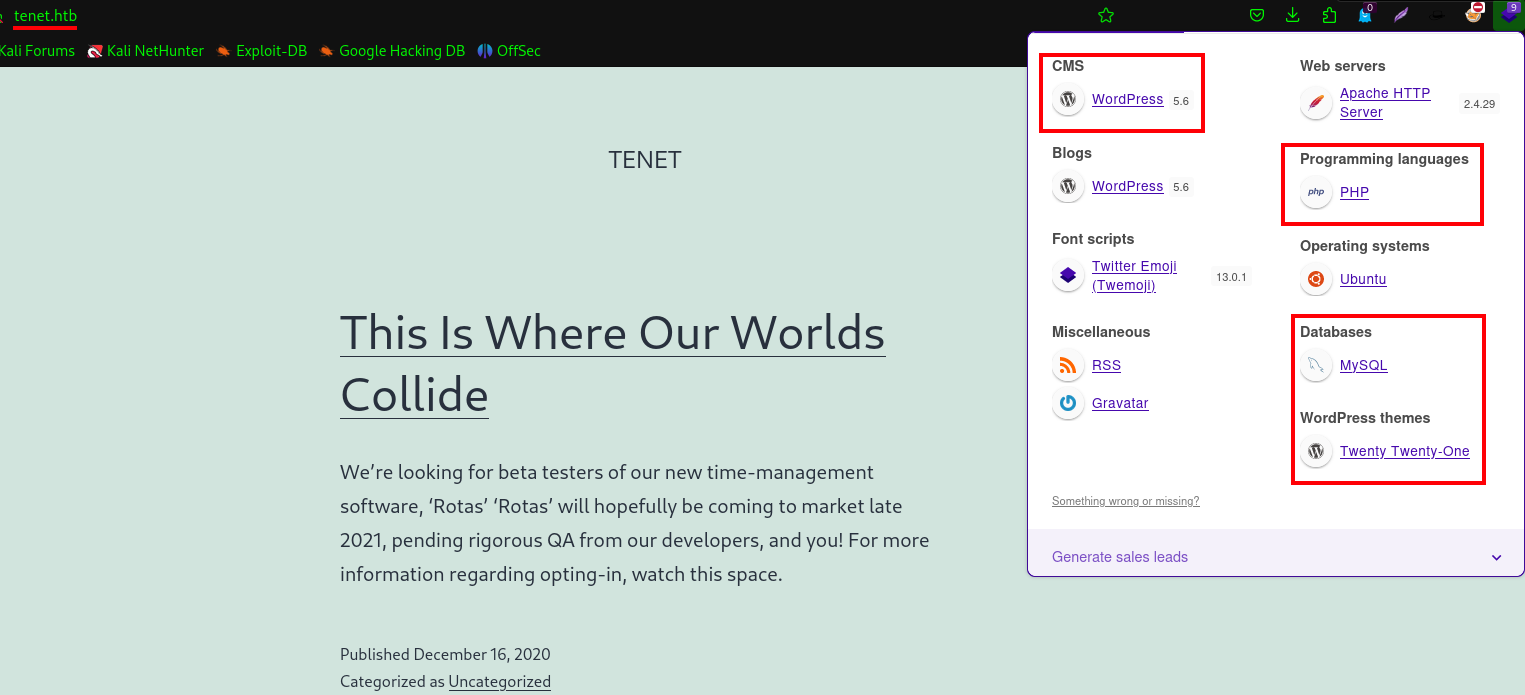 tenet.htb
0
9
Kali Forums
Kali NetHunter
Exploit-DB
Google Hacking DB
OffSec
TENET
This Is Where Our Worlds
Collide
We’re looking for beta testers of our new time-management
software, ‘Rotas’ ‘Rotas’ will hopefully be coming to market late
2021, pending rigorous QA from our developers, and you! For more
information regarding opting-in, watch this space.
Published December 16, 2020
Categorized as Uncategorized
CMS
WordPress 5.6
Blogs
WordPress 5.6
Font scripts
Twitter Emoji
(Twemoji)
13.0.1
Miscellaneous
RSS
Gravatar
Web servers
Apache HTTP
Server
2.4.29
Programming languages
php PHP
Operating systems
Ubuntu
Databases
MySQL
WordPress themes
Twenty Twenty-One
Something wrong or missing?
Generate sales leads